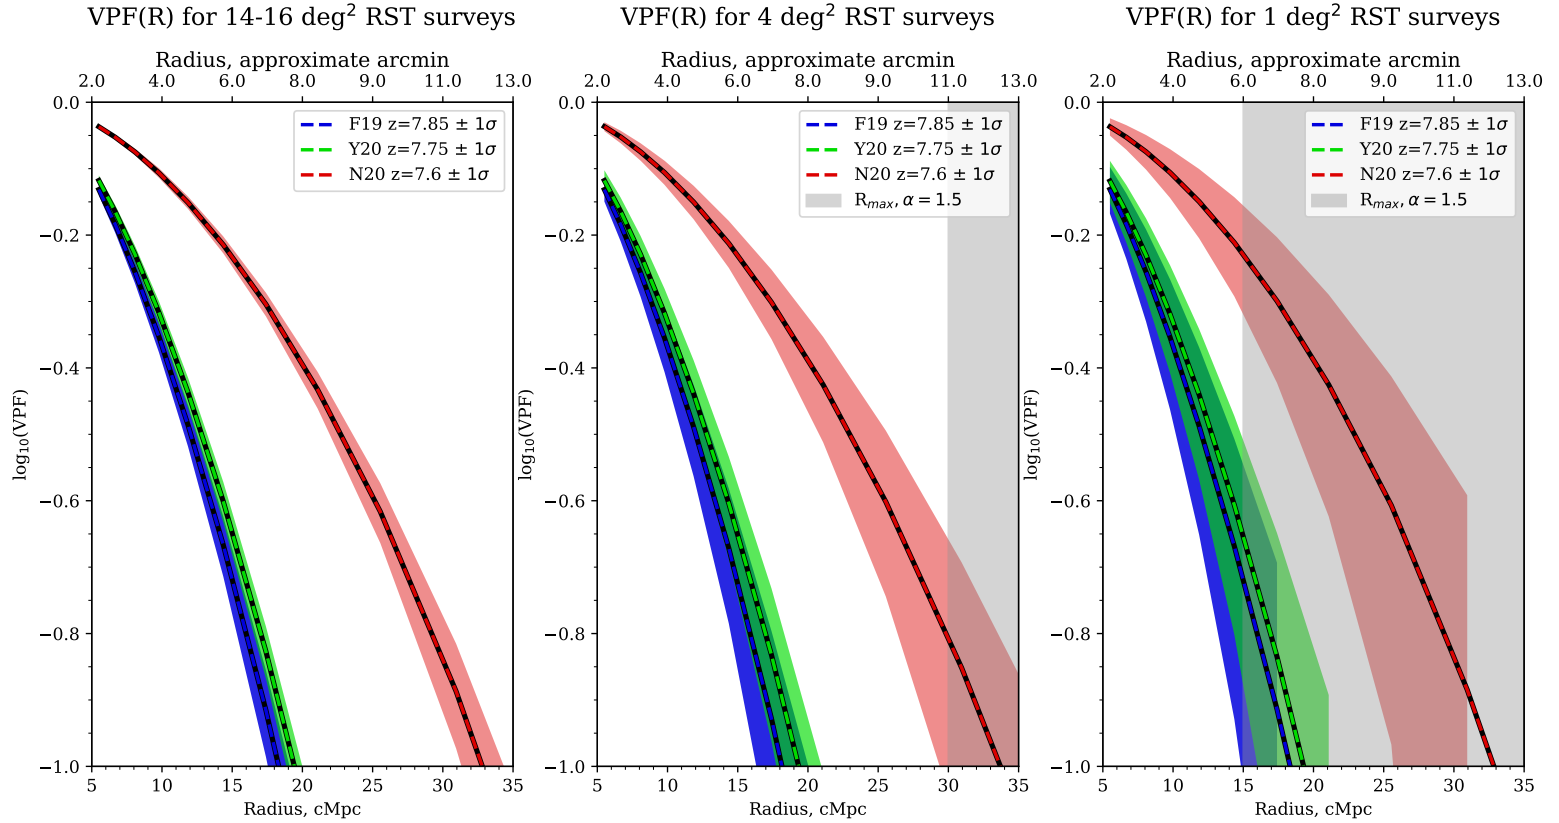 VPF(R) for 14-16 deg² RST surveys
Radius, approximate arcmin
2.0 4.0 6.0 8.0 9.0 11.0 13.0
F19 z=7.85 ± 1σ
Y20 z=7.75 ± 1σ
N20 z=7.6 ± 1σ
log₁₀(VPF)
0.0
−0.2
−0.4
−0.6
−0.8
−1.0
5 10 15 20 25 30 35
Radius, cMpc
VPF(R) for 4 deg² RST surveys
Radius, approximate arcmin
2.0 4.0 6.0 8.0 9.0 11.0 13.0
F19 z=7.85 ± 1σ
Y20 z=7.75 ± 1σ
N20 z=7.6 ± 1σ
Rₘₐₓ, α = 1.5
log₁₀(VPF)
0.0
−0.2
−0.4
−0.6
−0.8
−1.0
5 10 15 20 25 30 35
Radius, cMpc
VPF(R) for 1 deg² RST surveys
Radius, approximate arcmin
2.0 4.0 6.0 8.0 9.0 11.0 13.0
F19 z=7.85 ± 1σ
Y20 z=7.75 ± 1σ
N20 z=7.6 ± 1σ
Rₘₐₓ, α = 1.5
log₁₀(VPF)
0.0
−0.2
−0.4
−0.6
−0.8
−1.0
5 10 15 20 25 30 35
Radius, cMpc